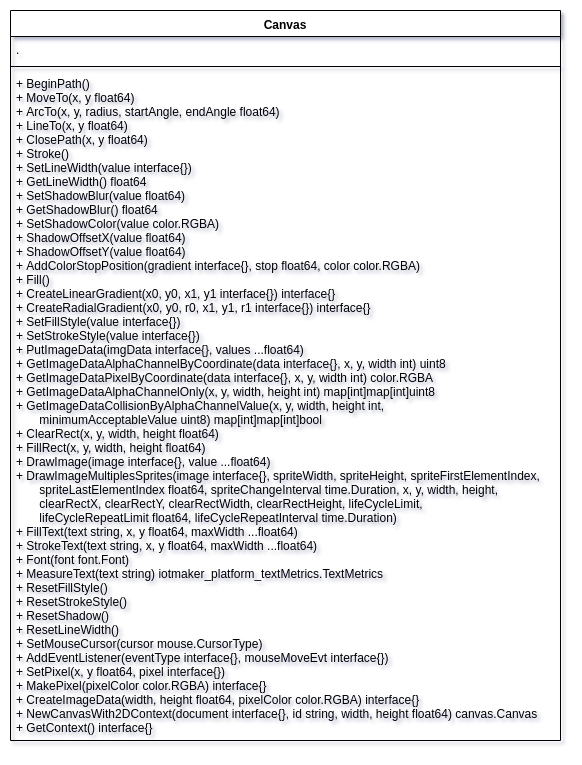 Canvas
.
+ BeginPath()
+ MoveTo(x, y float64)
+ ArcTo(x, y, radius, startAngle, endAngle float64)
+ LineTo(x, y float64)
+ ClosePath(x, y float64)
+ Stroke()
+ SetLineWidth(value interface{})
+ GetLineWidth() float64
+ SetShadowBlur(value float64)
+ GetShadowBlur() float64
+ SetShadowColor(value color.RGBA)
+ ShadowOffsetX(value float64)
+ ShadowOffsetY(value float64)
+ AddColorStopPosition(gradient interface{}, stop float64, color color.RGBA)
+ Fill()
+ CreateLinearGradient(x0, y0, x1, y1 interface{}) interface{}
+ CreateRadialGradient(x0, y0, r0, x1, y1, r1 interface{}) interface{}
+ SetFillStyle(value interface{})
+ SetStrokeStyle(value interface{})
+ PutImageData(imgData interface{}, values ...float64)
+ GetImageDataAlphaChannelByCoordinate(data interface{}, x, y, width int) uint8
+ GetImageDataPixelByCoordinate(data interface{}, x, y, width int) color.RGBA
+ GetImageDataAlphaChannelOnly(x, y, width, height int) map[int]map[int]uint8
+ GetImageDataCollisionByAlphaChannelValue(x, y, width, height int,
minimumAcceptableValue uint8) map[int]map[int]bool
+ ClearRect(x, y, width, height float64)
+ FillRect(x, y, width, height float64)
+ DrawImage(image interface{}, value ...float64)
+ DrawImageMultiplesSprites(image interface{}, spriteWidth, spriteHeight, spriteFirstElementIndex,
spriteLastElementIndex float64, spriteChangeInterval time.Duration, x, y, width, height,
clearRectX, clearRectY, clearRectWidth, clearRectHeight, lifeCycleLimit,
lifeCycleRepeatLimit float64, lifeCycleRepeatInterval time.Duration)
+ FillText(text string, x, y float64, maxWidth ...float64)
+ StrokeText(text string, x, y float64, maxWidth ...float64)
+ Font(font font.Font)
+ MeasureText(text string) iotmaker_platform_textMetrics.TextMetrics
+ ResetFillStyle()
+ ResetStrokeStyle()
+ ResetShadow()
+ ResetLineWidth()
+ SetMouseCursor(cursor mouse.CursorType)
+ AddEventListener(eventType interface{}, mouseMoveEvt interface{})
+ SetPixel(x, y float64, pixel interface{})
+ MakePixel(pixelColor color.RGBA) interface{}
+ CreateImageData(width, height float64, pixelColor color.RGBA) interface{}
+ NewCanvasWith2DContext(document interface{}, id string, width, height float64) canvas.Canvas
+ GetContext() interface{}